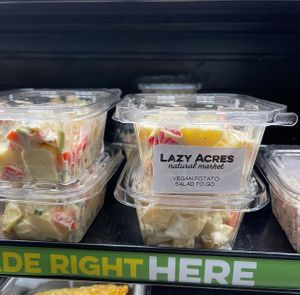 LAZY ACRES
natural market
VEGAN POTATO
SALAD TO GO
DE RIGHT HERE